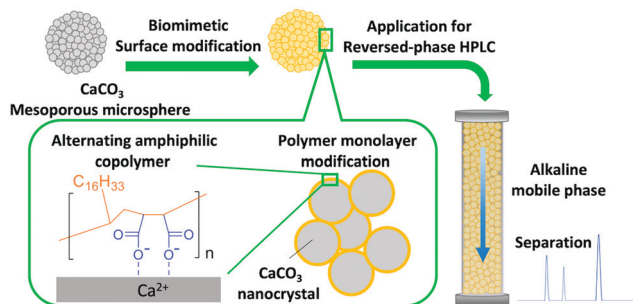 Biomimetic
Surface modification
Application for
Reversed-phase HPLC
CaCO₃
Mesoporous microsphere
Alternating amphiphilic
copolymer
Polymer monolayer
modification
C₁₆H₃₃
O
O
O⁻
O⁻
n
Ca²⁺
CaCO₃
nanocrystal
Alkaline
mobile phase
Separation